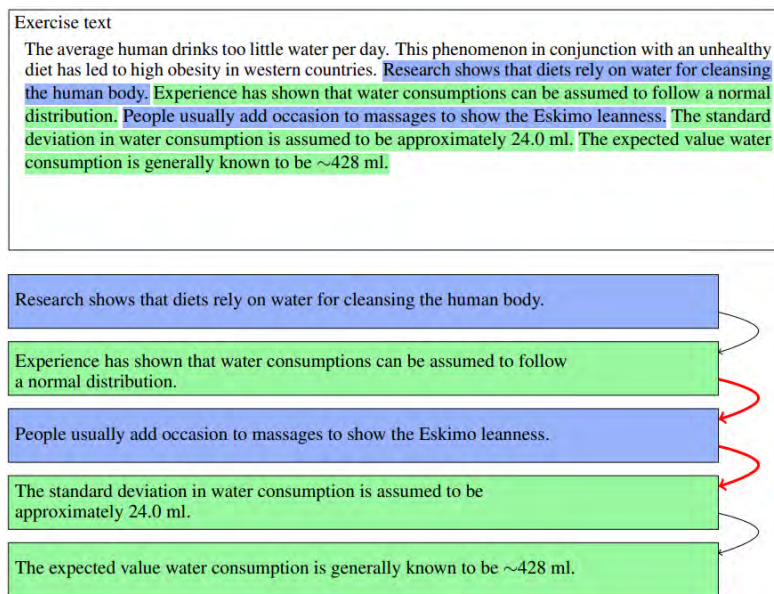 Exercise text
The average human drinks too little water per day. This phenomenon in conjunction with an unhealthy
diet has led to high obesity in western countries. Research shows that diets rely on water for cleansing
the human body. Experience has shown that water consumptions can be assumed to follow a normal
distribution. People usually add occasion to massages to show the Eskimo leanness. The standard
deviation in water consumption is assumed to be approximately 24.0 ml. The expected value water
consumption is generally known to be ∼428 ml.
Research shows that diets rely on water for cleansing the human body.
Experience has shown that water consumptions can be assumed to follow
a normal distribution.
People usually add occasion to massages to show the Eskimo leanness.
The standard deviation in water consumption is assumed to be
approximately 24.0 ml.
The expected value water consumption is generally known to be ∼428 ml.